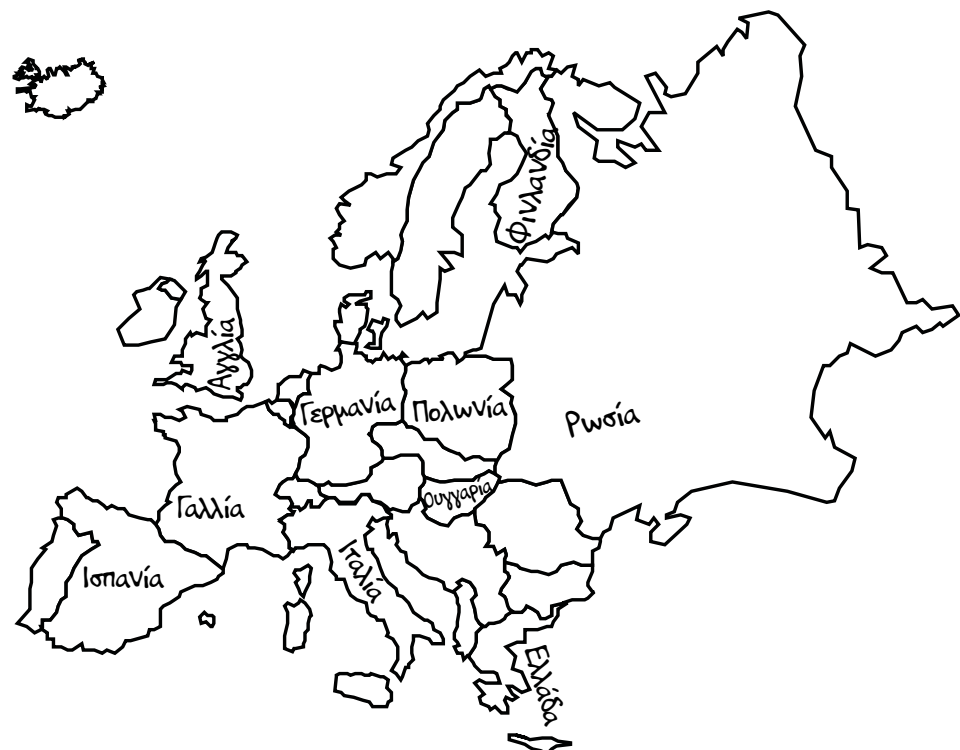 Φινλανδία
Αγγλία
Γερμανία
Πολωνία
Ρωσία
Γαλλία
Ουγγαρία
Ιταλία
Ισπανία
Ελλάδα